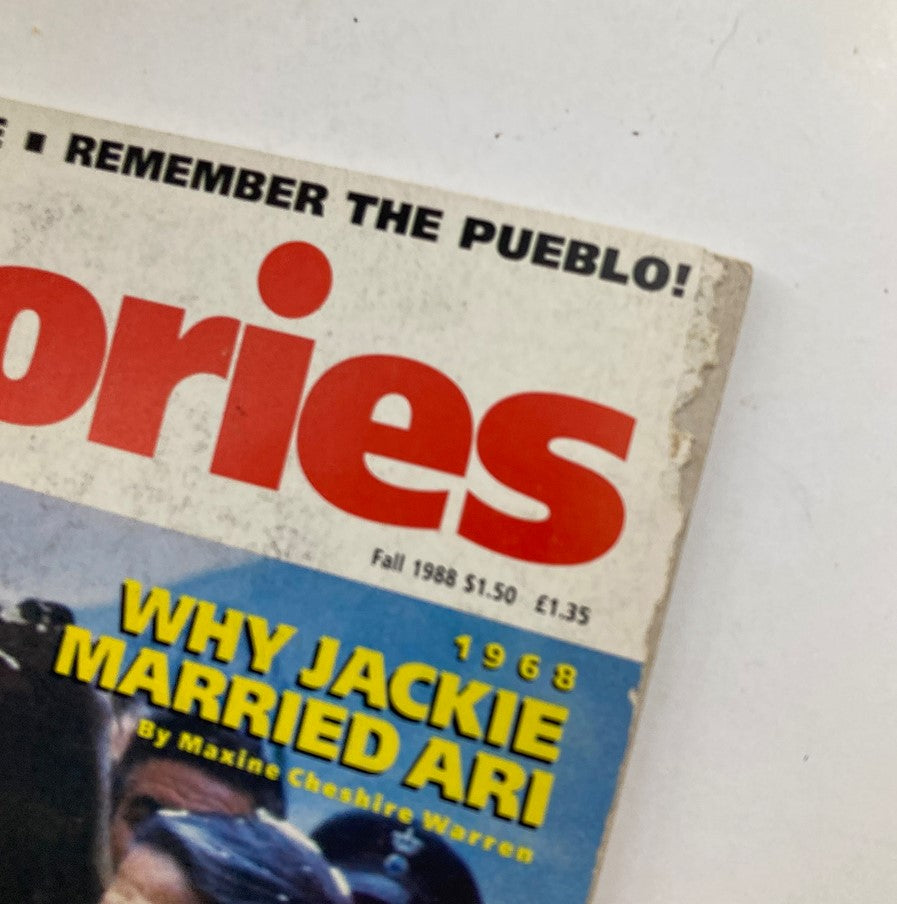 ■ REMEMBER THE PUEBLO!
ories
Fall 1988 $1.50 £1.35
1968
WHY JACKIE
MARRIED ARI
By Maxine Cheshire Warren